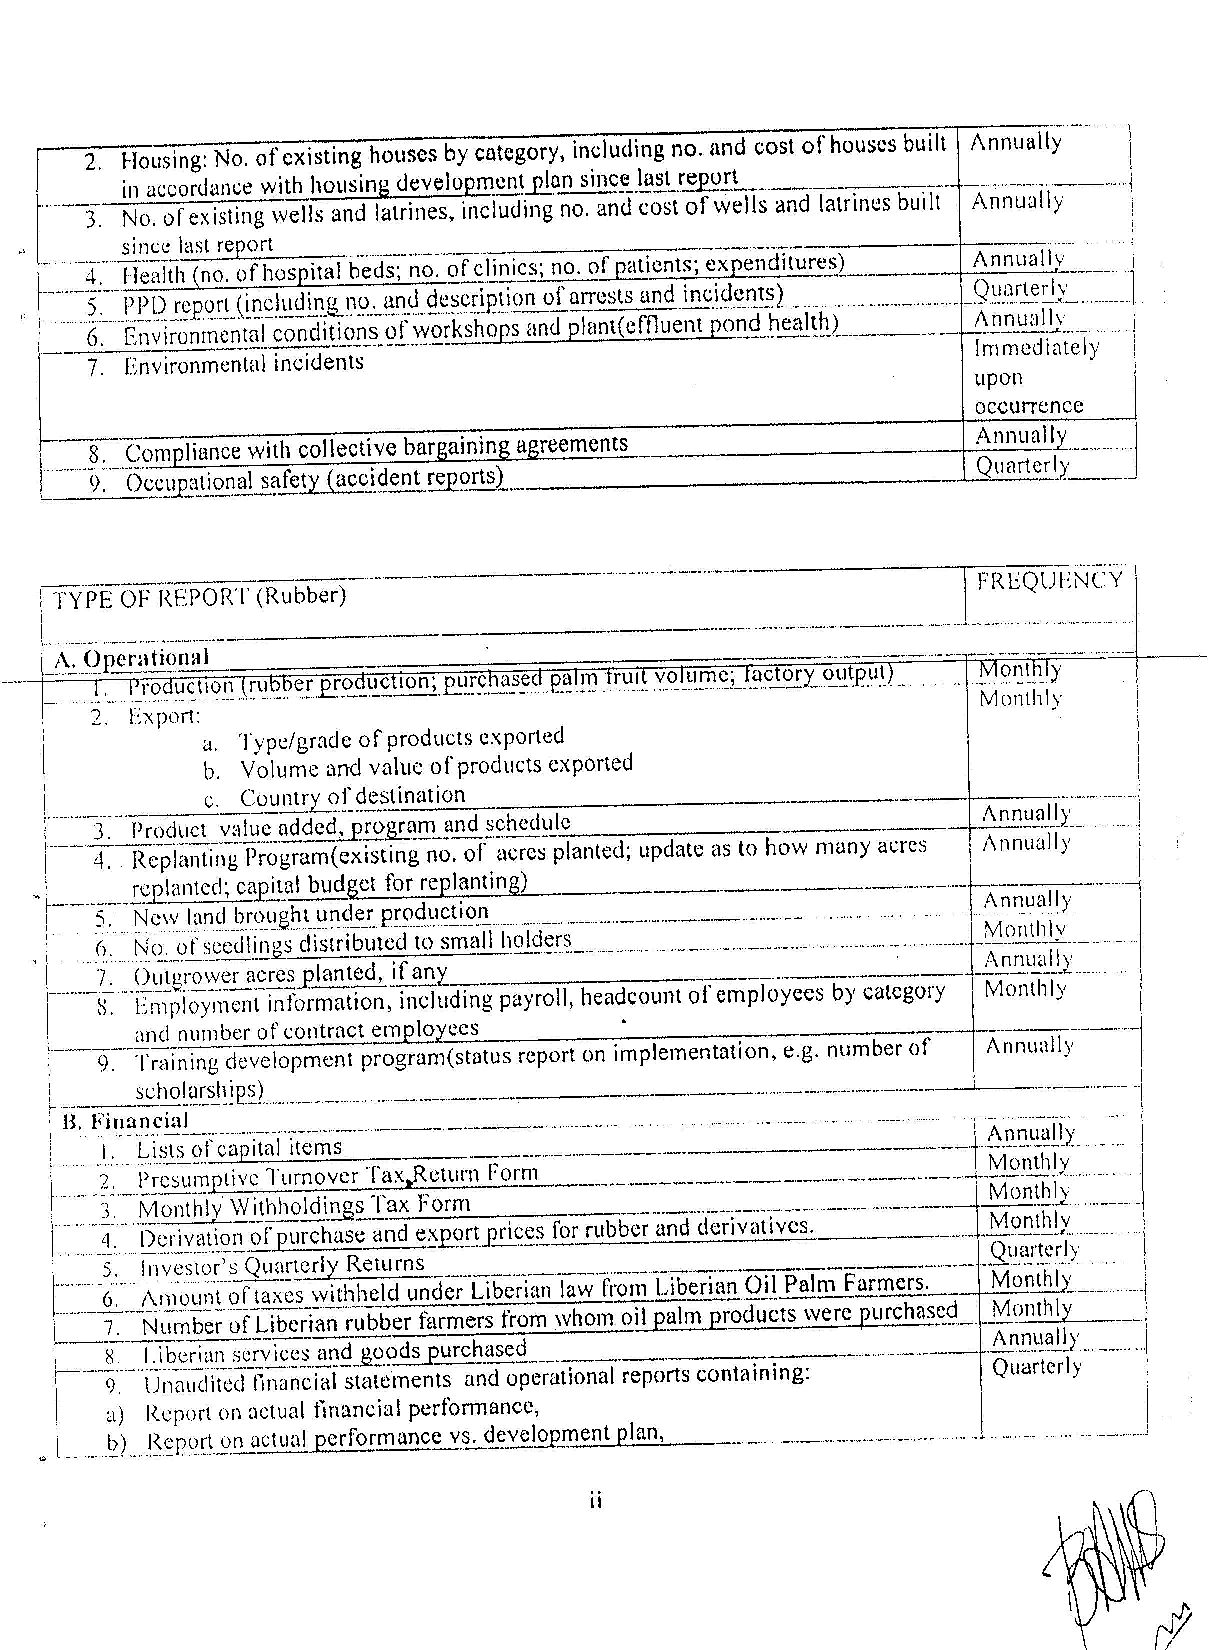 2. Housing: No. of existing houses by category, including no. and cost of houses built Annually
in accordance with housing development plan since last report
3. No. of existing wells and latrines, including no. and cost of wells and latrines built Annually
since last report
4. Health (no. of hospital beds; no. of clinics; no. of patients; expenditures) Annually
5. PPD report (including no. and description of arrests and incidents) Quarterly
6. Environmental conditions of workshops and plant(effluent pond health) Annually
7. Environmental incidents Immediately
upon
occurrence
8. Compliance with collective bargaining agreements Annually
9. Occupational safety (accident reports) Quarterly
TYPE OF REPORT (Rubber) FREQUENCY
A. Operational
1. Production (rubber production; purchased palm fruit volume; factory output) Monthly
2. Export: Monthly
a. Type/grade of products exported
b. Volume and value of products exported
c. Country of destination
3. Product value added, program and schedule Annually
4. Replanting Program(existing no. of acres planted; update as to how many acres Annually
replanted; capital budget for replanting)
5. New land brought under production Annually
6. No. of seedlings distributed to small holders Monthly
7. Outgrower acres planted, if any Annually
8. Employment information, including payroll, headcount of employees by category Monthly
and number of contract employees
9. Training development program(status report on implementation, e.g. number of Annually
scholarships)
B. Financial
1. Lists of capital items Annually
2. Presumptive Turnover Tax Return Form Monthly
3. Monthly Withholdings Tax Form Monthly
4. Derivation of purchase and export prices for rubber and derivatives. Monthly
5. Investor's Quarterly Returns Quarterly
6. Amount of taxes withheld under Liberian law from Liberian Oil Palm Farmers. Monthly
7. Number of Liberian rubber farmers from whom oil palm products were purchased Monthly
8. Liberian services and goods purchased Annually
9. Unaudited financial statements and operational reports containing: Quarterly
a) Report on actual financial performance,
b) Report on actual performance vs. development plan,
ii